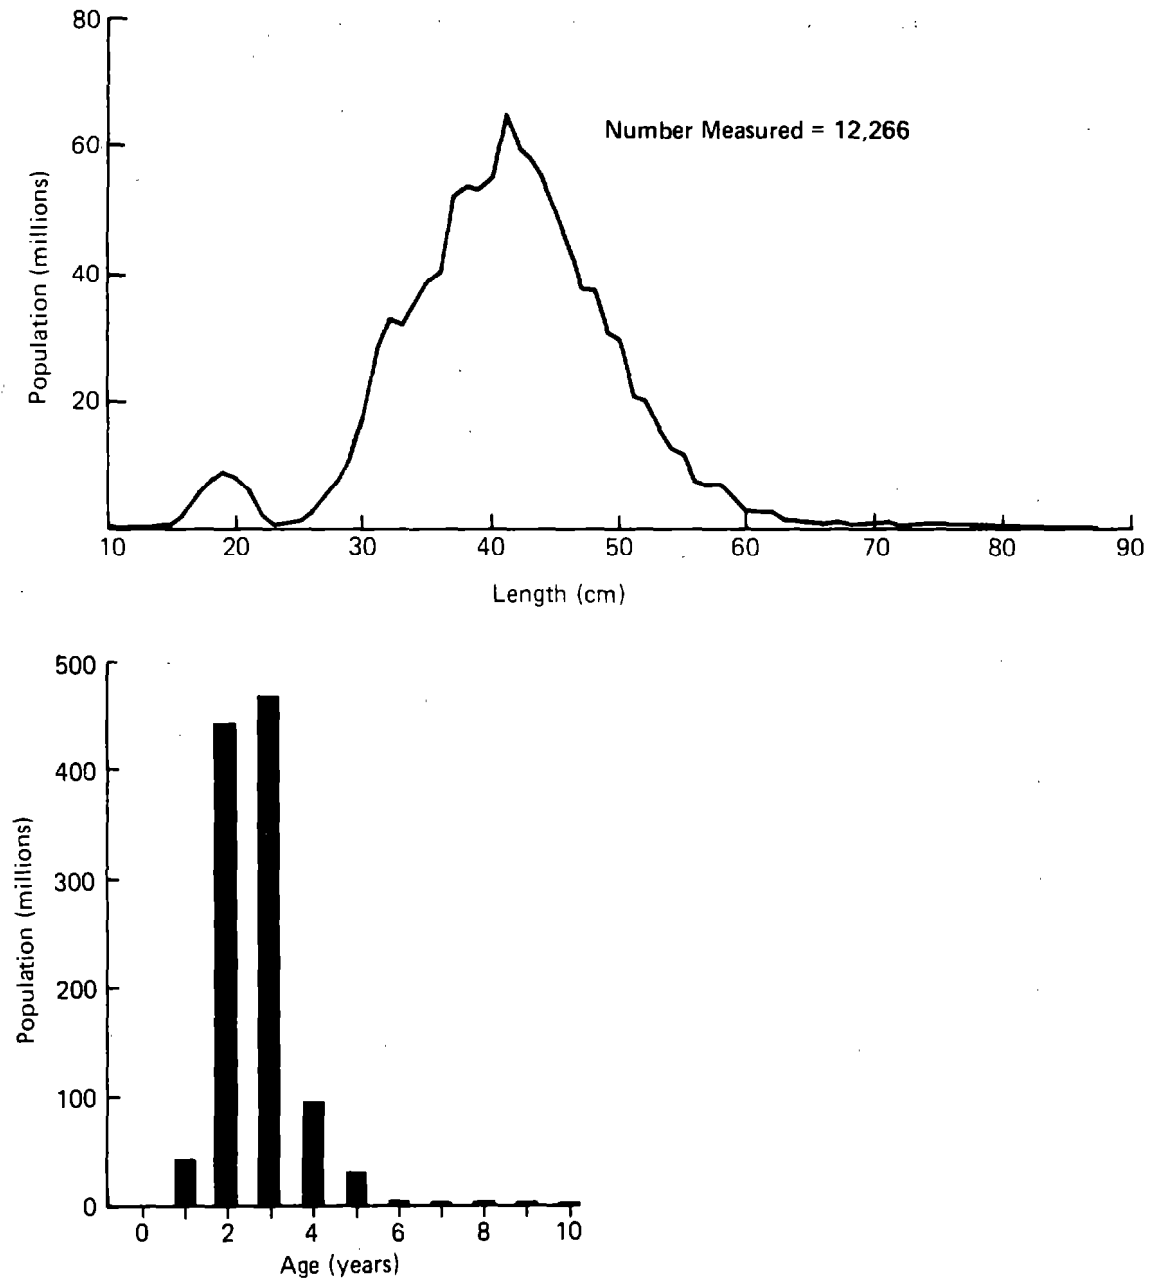 80
60
40
20
Population (millions)
Number Measured = 12,266
10 20 30 40 50 60 70 80 90
Length (cm)
500
400
300
200
100
0
Population (millions)
0 2 4 6 8 10
Age (years)